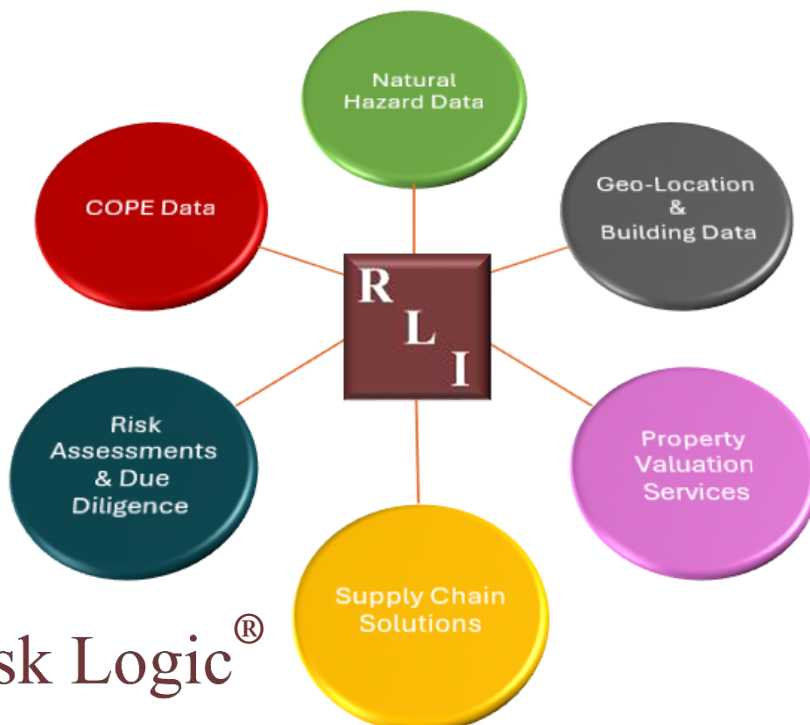 Natural
Hazard Data
COPE Data
Geo-Location
&
Building Data
R
L
I
Risk
Assessments
& Due
Diligence
Property
Valuation
Services
Supply Chain
Solutions
sk Logic®